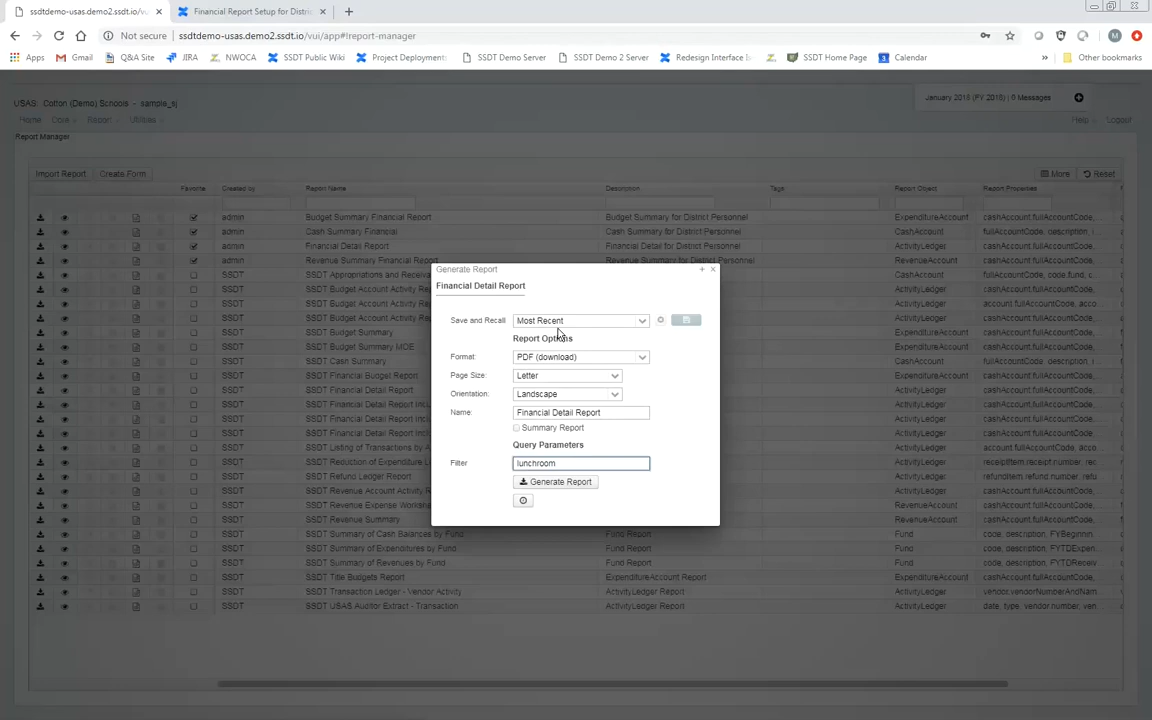 ssdtdemo-usas.demo2.ssdt.io/vu
Financial Report Setup for Distric
Not secure
ssdtdemo-usas.demo2.ssdt.io/vui/app#!report-manager
Apps
Gmail
Q&A Site
JIRA
NWOCA
SSDT Public Wiki
Project Deployment
SSDT Demo Server
SSDT Demo 2 Server
Redesign Interface
SSDT Home Page
Calendar
Other bookmarks
USAS: Cotton (Demo) Schools - sample_sj
January 2018 (FY 2018) | 0 Messages
Home Core Report Utilities
Help Logout
Report Manager
Import Report Create Form
More Reset
Favorite Created by Report Name Description Tags Report Object Report Properties
admin Budget Summary Financial Report Budget Summary for District Personnel ExpenditureAccount cashAccount.fullAccountCode,...
admin Cash Summary Financial Cash Summary for District Personnel CashAccount fullAccountCode, description, i
admin Financial Detail Report Financial Detail for District Personnel ActivityLedger cashAccount.fullAccountCode,...
admin Revenue Summary Financial Report Revenue Summary for District Personnel RevenueAccount cashAccount.fullAccountCode,...
SSDT SSDT Appropriations and Receiva CashAccount fullAccountCode, code.fund, c
SSDT SSDT Budget Account Activity Re ActivityLedger cashAccount.fullAccountCode,
SSDT SSDT Budget Account Activity Re ActivityLedger account.fullAccountCode,
SSDT SSDT Budget Account Activity Re ActivityLedger cashAccount.fullAccountCode,
SSDT SSDT Budget Summary ExpenditureAccount cashAccount.fullAccountCode,
SSDT SSDT Budget Summary MOE ExpenditureAccount cashAccount.fullAccountCode,
SSDT SSDT Cash Summary CashAccount fullAccountCode, description, i
SSDT SSDT Financial Budget Report ExpenditureAccount cashAccount.fullAccountCode,
SSDT SSDT Financial Detail Report ActivityLedger cashAccount.fullAccountCode,
SSDT SSDT Financial Detail Report Inclu ActivityLedger cashAccount.fullAccountCode,
SSDT SSDT Financial Detail Report Incl ActivityLedger cashAccount.fullAccountCode,
SSDT SSDT Financial Detail Report Incl ActivityLedger cashAccount.fullAccountCode,
SSDT SSDT Listing of Transactions by A ActivityLedger account.fullAccountCode,
SSDT SSDT Reduction of Expenditure L ActivityLedger receiptItem.receipt.number,
SSDT SSDT Refund Ledger Report ActivityLedger refundItem.refund.number, refu
SSDT SSDT Revenue Account Activity R ActivityLedger cashAccount.fullAccountCode,
SSDT SSDT Revenue Expense Worksh RevenueAccount cashAccount.fullAccountCode,
SSDT SSDT Revenue Summary RevenueAccount cashAccount.fullAccountCode,
SSDT SSDT Summary of Cash Balances by Fund Fund Report Fund code, description, FYBeginnin
SSDT SSDT Summary of Expenditures by Fund Fund Report Fund code, description, FYTDExpen
SSDT SSDT Summary of Revenues by Fund Fund Report Fund code, description, FYTDReceiv
SSDT SSDT Title Budgets Report ExpenditureAccount Report ExpenditureAccount cashAccount.fullAccountCode,
SSDT SSDT Transaction Ledger - Vendor Activity ActivityLedger Report ActivityLedger vendor.vendorNumberAndNam
SSDT SSDT USAS Auditor Extract - Transaction ActivityLedger Report ActivityLedger date, type, vendor.number, ven
Generate Report
Financial Detail Report
Save and Recall Most Recent
Report Options
Format: PDF (download)
Page Size: Letter
Orientation: Landscape
Name: Financial Detail Report
Summary Report
Query Parameters
Filter lunchroom
Generate Report